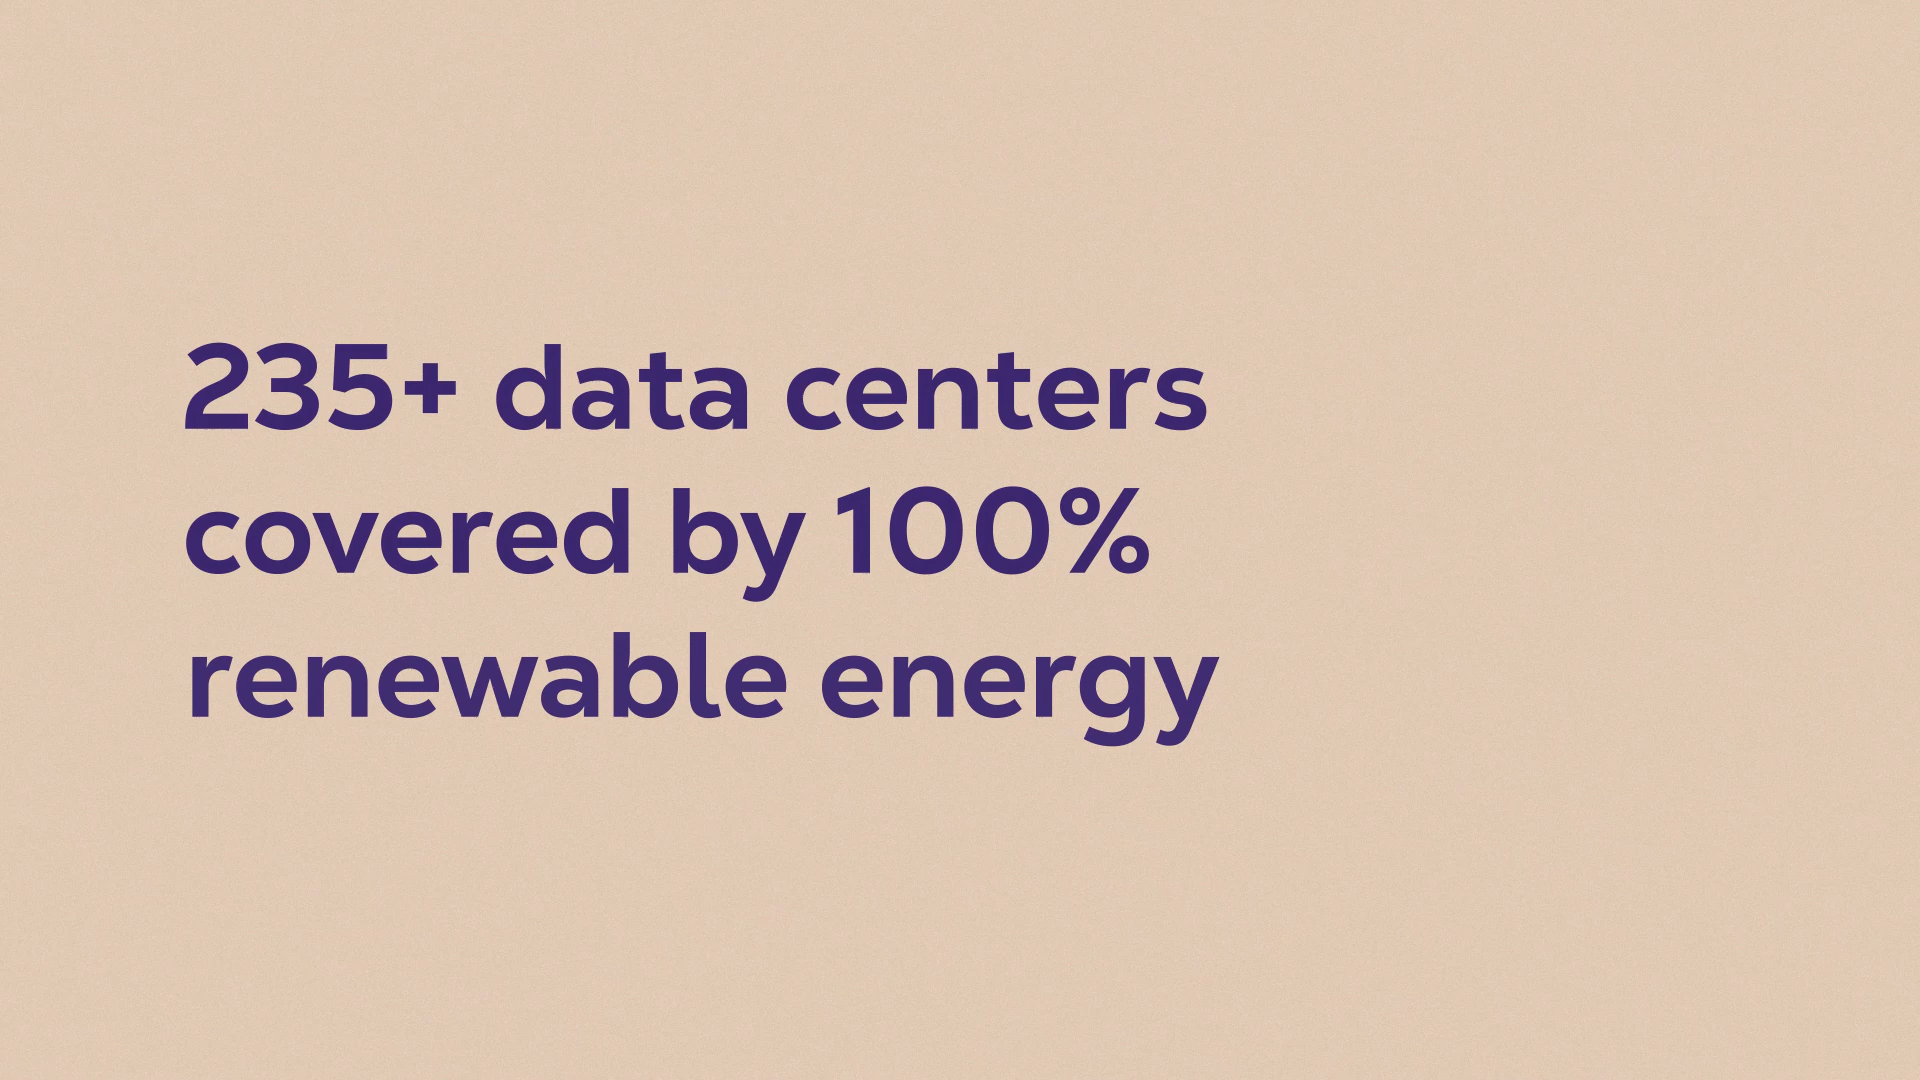 235+ data centers
covered by 100%
renewable energy